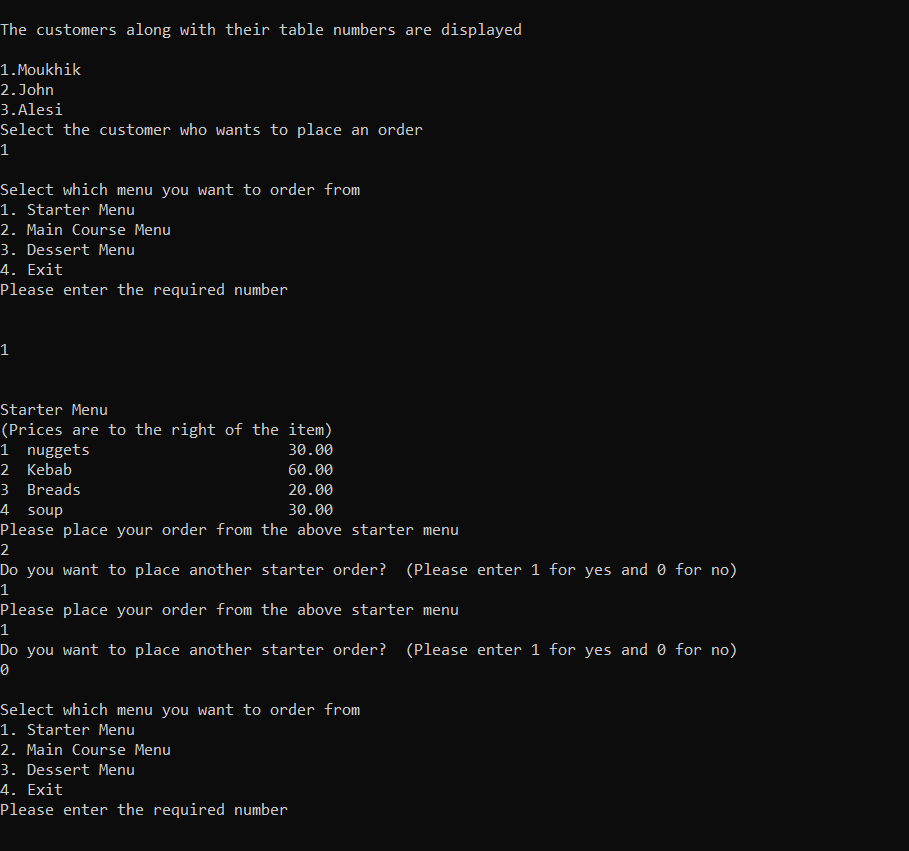 The customers along with their table numbers are displayed
1.Moukhik
2.John
3.Alesi
Select the customer who wants to place an order
1
Select which menu you want to order from
1. Starter Menu
2. Main Course Menu
3. Dessert Menu
4. Exit
Please enter the required number
1
Starter Menu
(Prices are to the right of the item)
1  nuggets                      30.00
2  Kebab                        60.00
3  Breads                       20.00
4  soup                         30.00
Please place your order from the above starter menu
2
Do you want to place another starter order?  (Please enter 1 for yes and 0 for no)
1
Please place your order from the above starter menu
1
Do you want to place another starter order?  (Please enter 1 for yes and 0 for no)
0
Select which menu you want to order from
1. Starter Menu
2. Main Course Menu
3. Dessert Menu
4. Exit
Please enter the required number